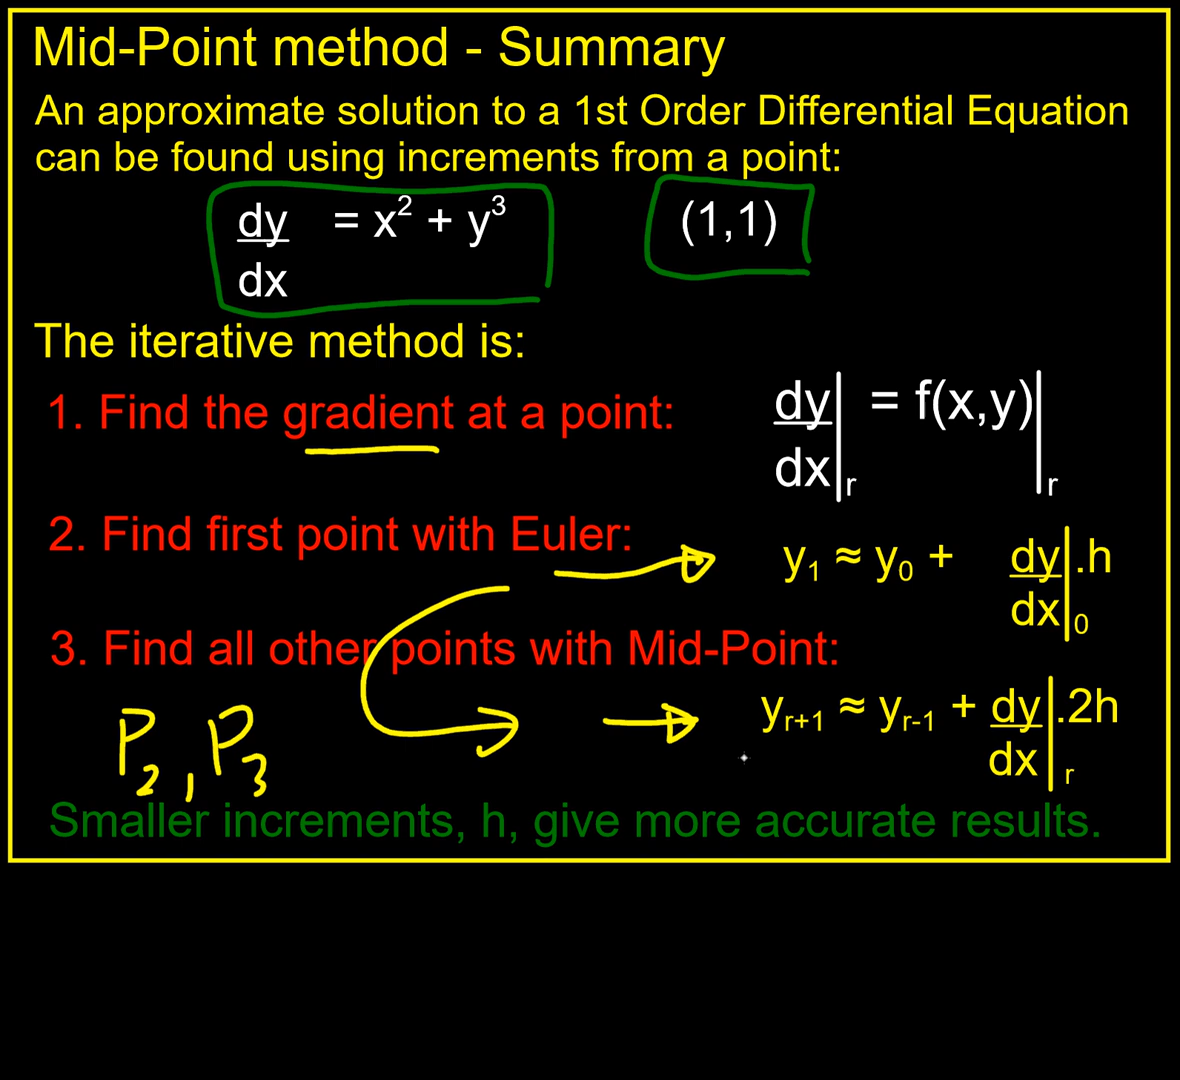 Mid-Point method - Summary
An approximate solution to a 1st Order Differential Equation
can be found using increments from a point:
dy/dx = x² + y³ (1,1)
The iterative method is:
1. Find the gradient at a point: dy/dx|r = f(x,y)|r
2. Find first point with Euler: y₁ ≈ y₀ + dy/dx|₀ .h
3. Find all other points with Mid-Point:
P₂, P₃ yr+1 ≈ yr-1 + dy/dx|r .2h
Smaller increments, h, give more accurate results.